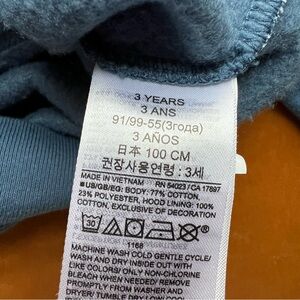 3 YEARS
3 ANS
91/99-55(3года)
3 AÑOS
日本 100 CM
권장사용연령 : 3세
MADE IN VIETNAM RN 54023 / CA 17897
■US/GB/EG: BODY: 77% COTTON,
23% POLYESTER, HOOD LINING: 100%
COTTON, EXCLUSIVE OF DECORATION
30
1168
MACHINE WASH COLD GENTLE CYCLE/
WASH AND DRY INSIDE OUT WITH
LIKE COLORS/ ONLY NON-CHLORINE
BLEACH WHEN NEEDED REMOVE
PROMPTLY FROM WASHER AND
DRYER/ TUMBLE DRY LOW/ COOL